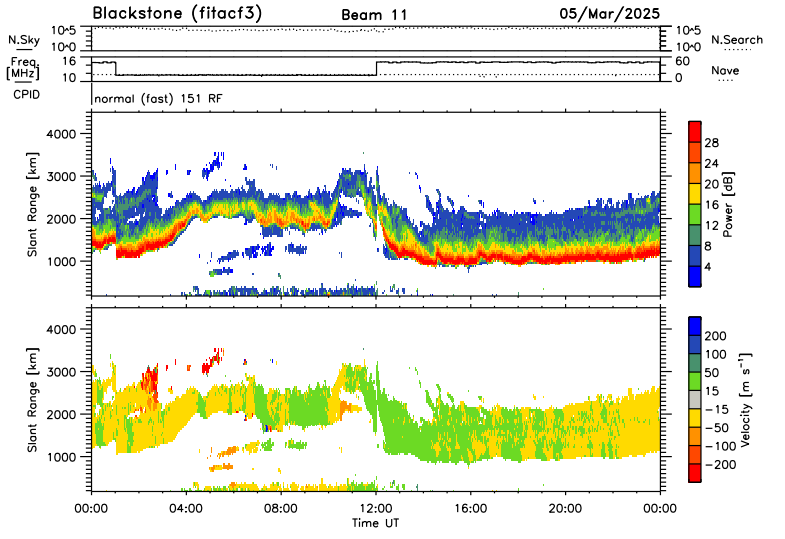 Blackstone (fitacf3) Beam 11 05/Mar/2025
N.Sky 10^5 10^5 N.Search
10^0 10^0
Freq. 16 60 Nave
[MHz] 10 0
CPID normal (fast) 151 RF
Slant Range [km]
4000
3000
2000
1000
Power [dB]
28
24
20
16
12
8
4
Slant Range [km]
4000
3000
2000
1000
Velocity [m s⁻¹]
200
100
50
15
−15
−50
−100
−200
00:00 04:00 08:00 12:00 16:00 20:00 00:00
Time UT